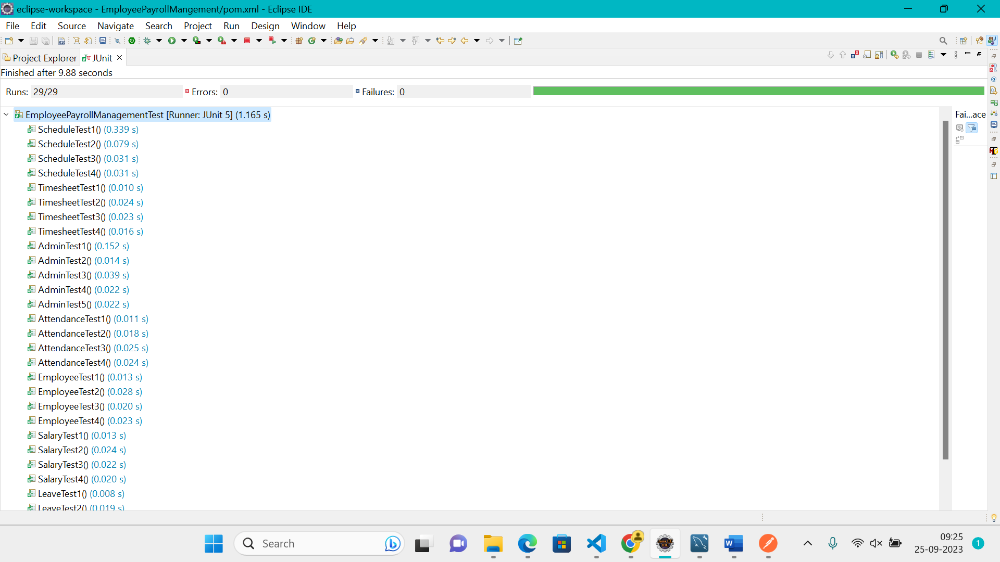 eclipse-workspace - EmployeePayrollMangement/pom.xml - Eclipse IDE
File Edit Source Navigate Search Project Run Design Window Help
Project Explorer JUnit
Finished after 9.88 seconds
Runs: 29/29 Errors: 0 Failures: 0
EmployeePayrollManagementTest [Runner: JUnit 5] (1.165 s)
Fai...ace
ScheduleTest1() (0.339 s)
ScheduleTest2() (0.079 s)
ScheduleTest3() (0.031 s)
ScheduleTest4() (0.031 s)
TimesheetTest1() (0.010 s)
TimesheetTest2() (0.024 s)
TimesheetTest3() (0.023 s)
TimesheetTest4() (0.016 s)
AdminTest1() (0.152 s)
AdminTest2() (0.014 s)
AdminTest3() (0.039 s)
AdminTest4() (0.022 s)
AdminTest5() (0.022 s)
AttendanceTest1() (0.011 s)
AttendanceTest2() (0.018 s)
AttendanceTest3() (0.025 s)
AttendanceTest4() (0.024 s)
EmployeeTest1() (0.013 s)
EmployeeTest2() (0.028 s)
EmployeeTest3() (0.020 s)
EmployeeTest4() (0.023 s)
SalaryTest1() (0.013 s)
SalaryTest2() (0.024 s)
SalaryTest3() (0.022 s)
SalaryTest4() (0.020 s)
LeaveTest1() (0.008 s)
LeaveTest2() (0.019 s)
Search
09:25
25-09-2023
1